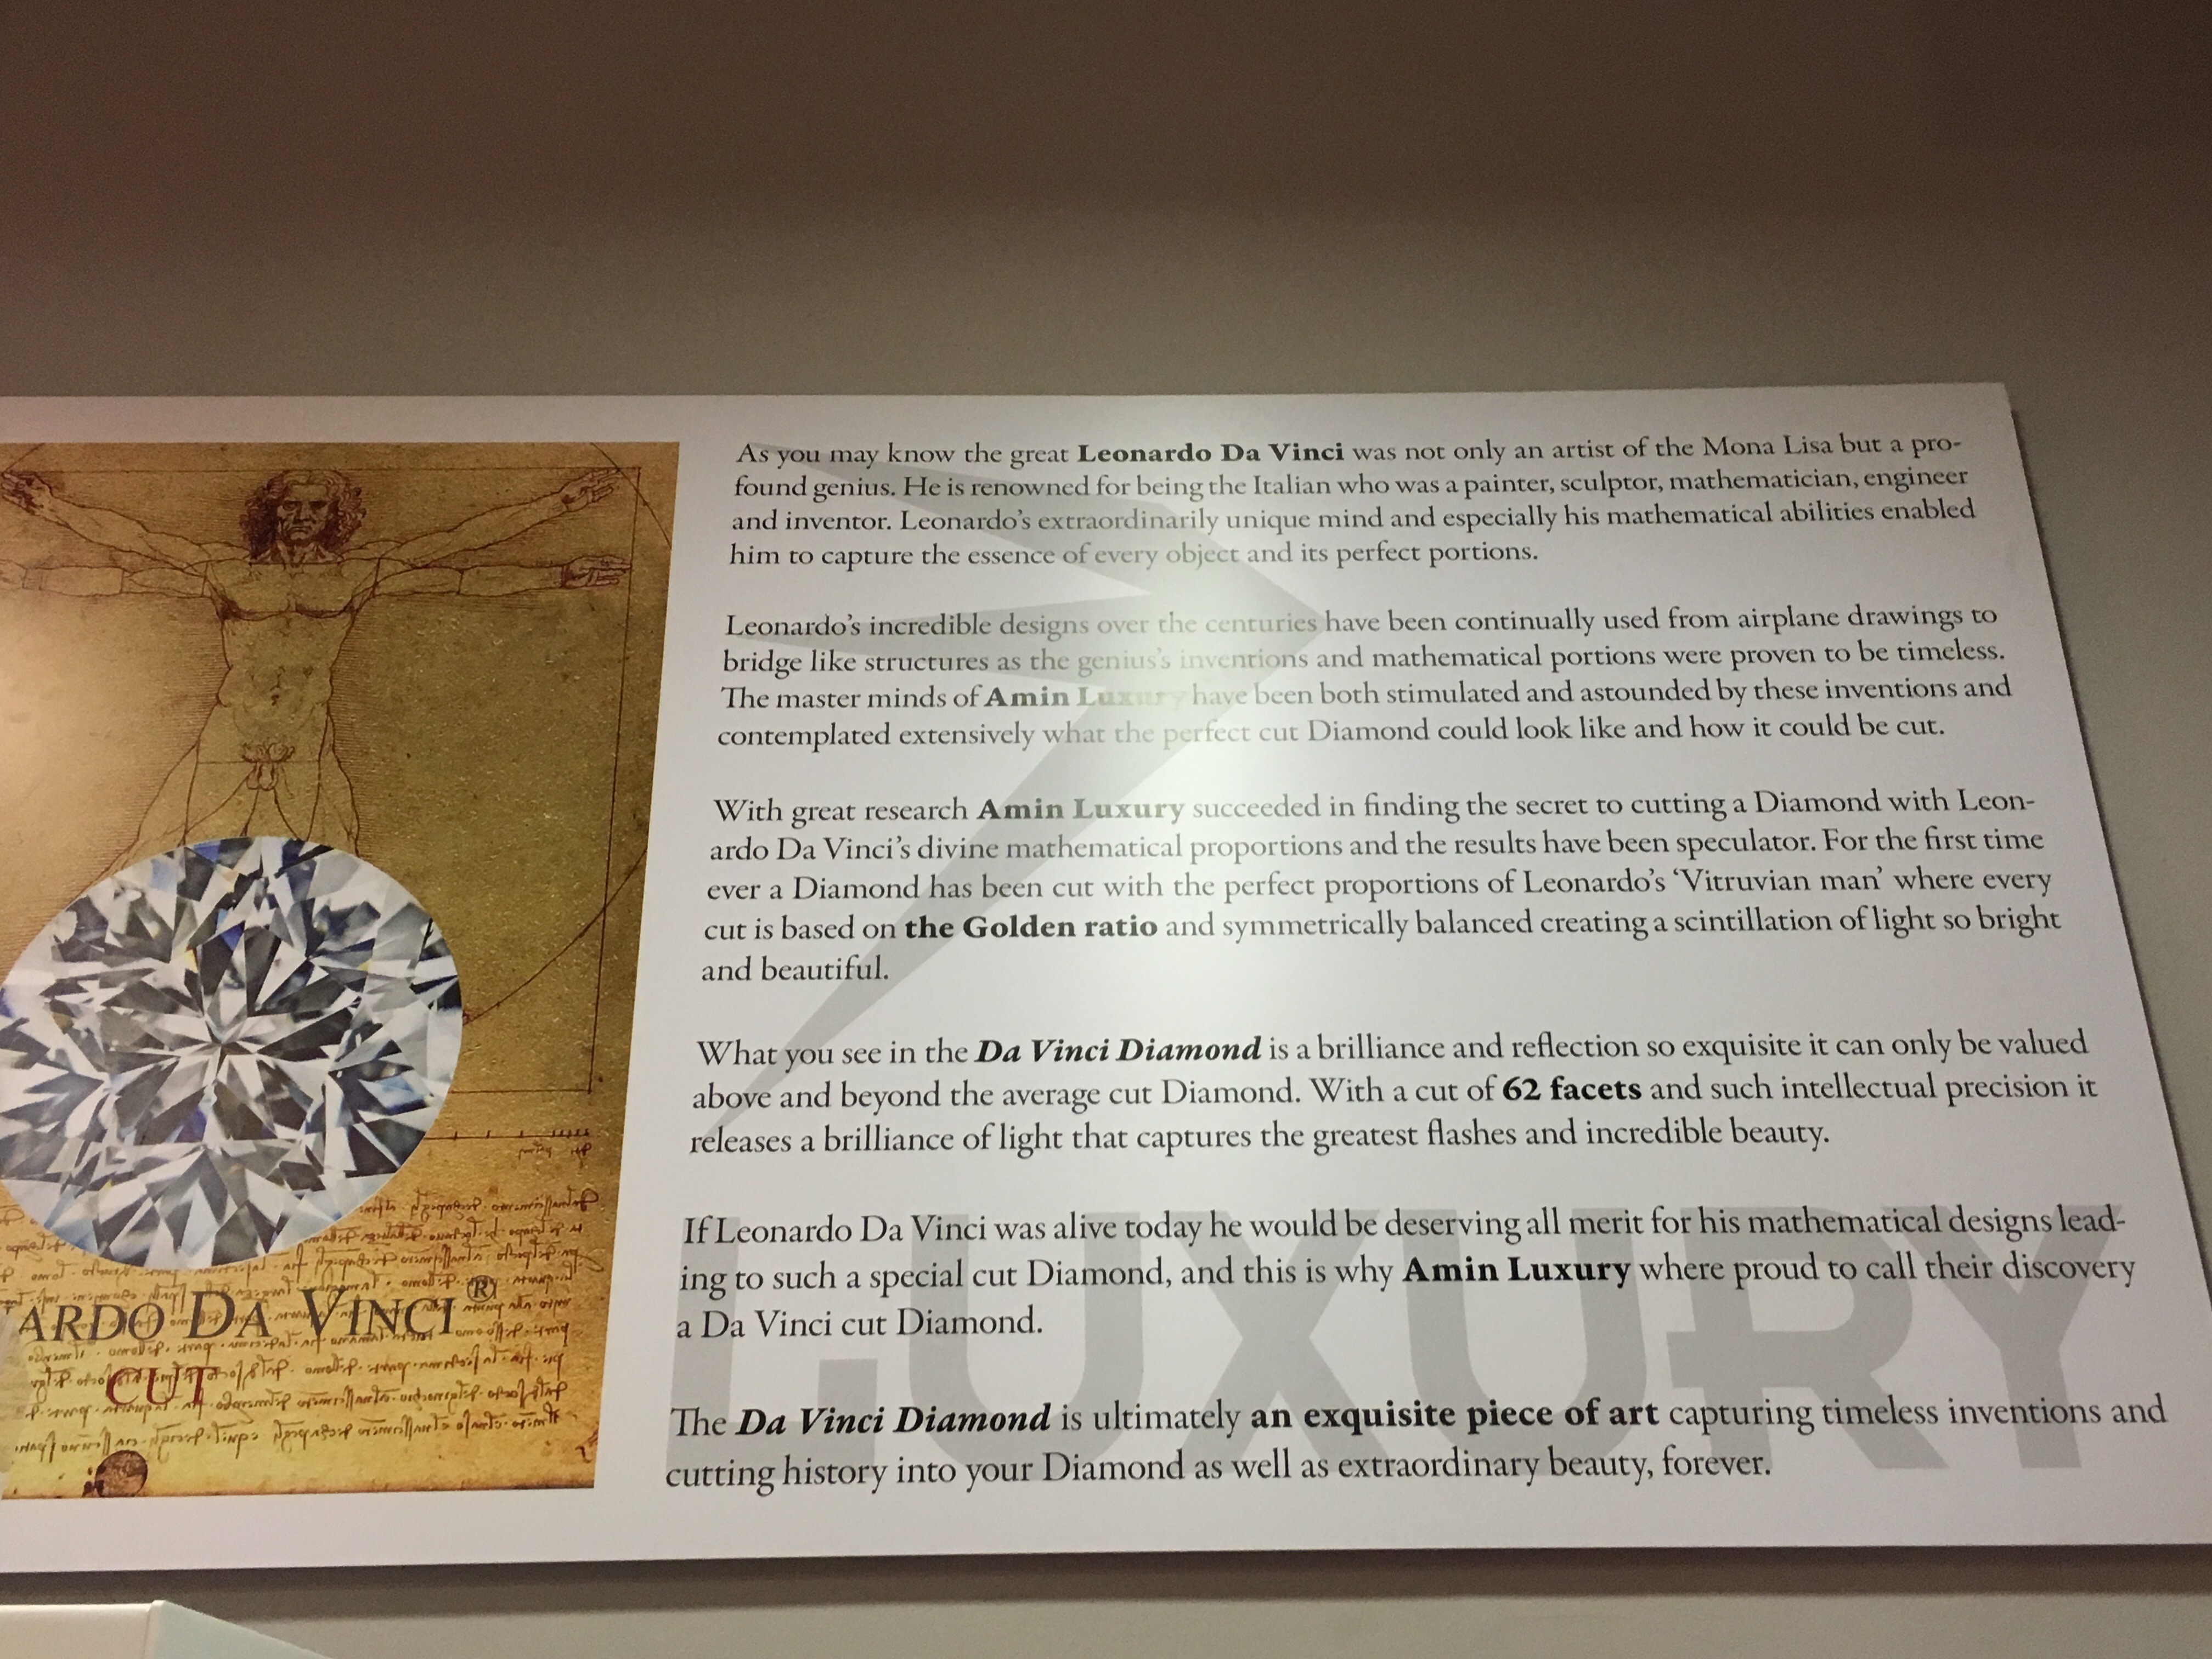 As you may know the great Leonardo Da Vinci was not only an artist of the Mona Lisa but a pro-
found genius. He is renowned for being the Italian who was a painter, sculptor, mathematician, engineer
and inventor. Leonardo's extraordinarily unique mind and especially his mathematical abilities enabled
him to capture the essence of every object and its perfect portions.
Leonardo's incredible designs over the centuries have been continually used from airplane drawings to
bridge like structures as the genius's inventions and mathematical portions were proven to be timeless.
The master minds of Amin Luxury have been both stimulated and astounded by these inventions and
contemplated extensively what the perfect cut Diamond could look like and how it could be cut.
With great research Amin Luxury succeeded in finding the secret to cutting a Diamond with Leon-
ardo Da Vinci's divine mathematical proportions and the results have been speculator. For the first time
ever a Diamond has been cut with the perfect proportions of Leonardo's 'Vitruvian man' where every
cut is based on the Golden ratio and symmetrically balanced creating a scintillation of light so bright
and beautiful.
What you see in the Da Vinci Diamond is a brilliance and reflection so exquisite it can only be valued
above and beyond the average cut Diamond. With a cut of 62 facets and such intellectual precision it
releases a brilliance of light that captures the greatest flashes and incredible beauty.
If Leonardo Da Vinci was alive today he would be deserving all merit for his mathematical designs lead-
ing to such a special cut Diamond, and this is why Amin Luxury where proud to call their discovery
a Da Vinci cut Diamond.
The Da Vinci Diamond is ultimately an exquisite piece of art capturing timeless inventions and
cutting history into your Diamond as well as extraordinary beauty, forever.
LUXURY
ARDO DA VINCI®
CUT